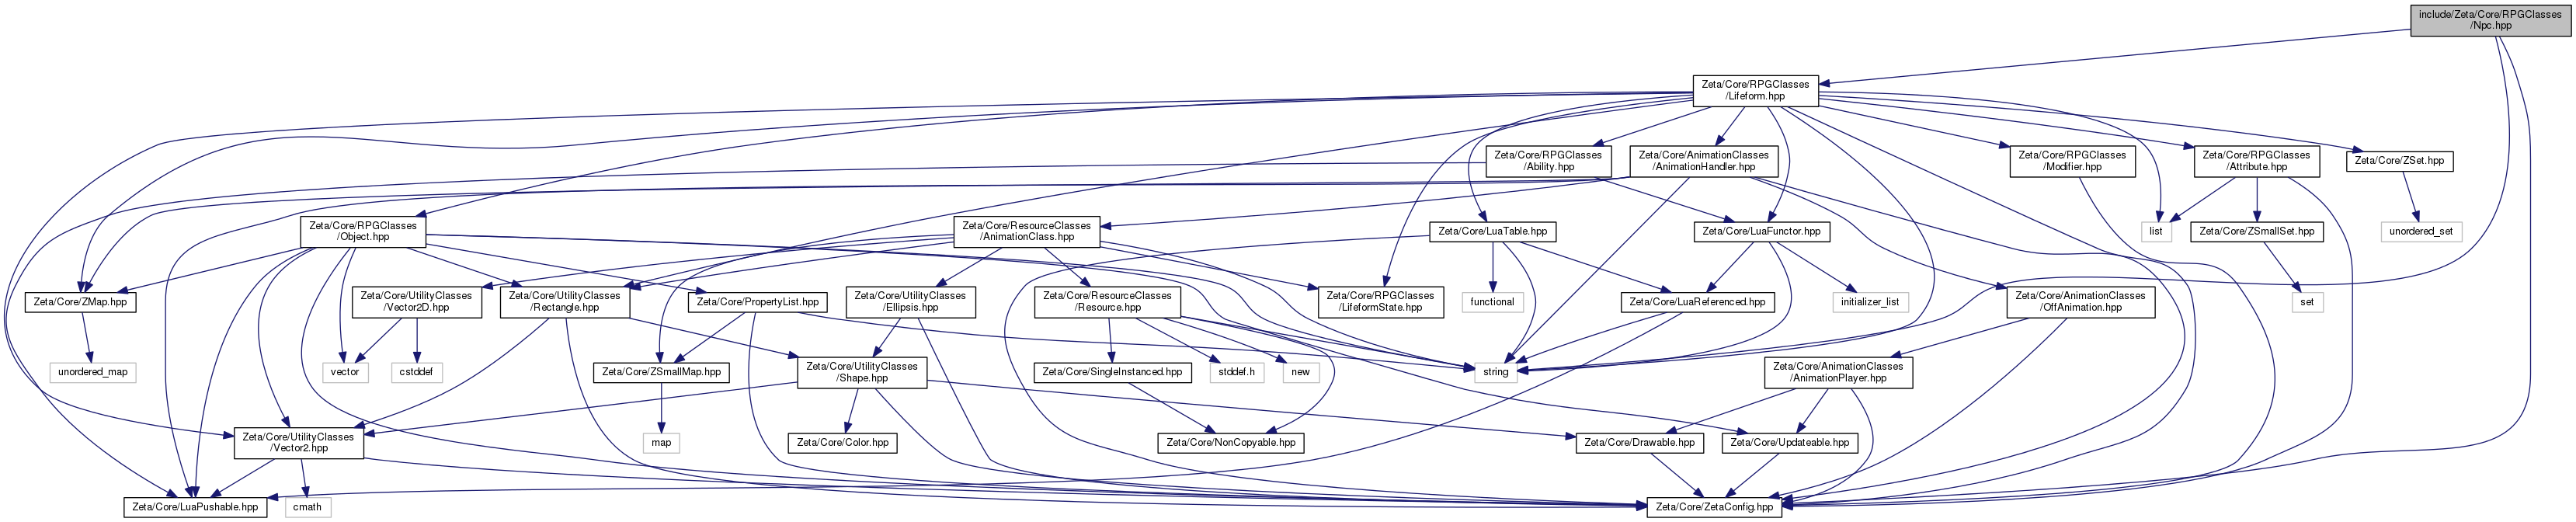 include/Zeta/Core/RPGClasses
/Npc.hpp
Zeta/Core/RPGClasses
/Lifeform.hpp
Zeta/Core/RPGClasses
/Ability.hpp
Zeta/Core/AnimationClasses
/AnimationHandler.hpp
Zeta/Core/RPGClasses
/Modifier.hpp
Zeta/Core/RPGClasses
/Attribute.hpp
Zeta/Core/ZSet.hpp
Zeta/Core/RPGClasses
/Object.hpp
Zeta/Core/ResourceClasses
/AnimationClass.hpp
Zeta/Core/LuaTable.hpp
Zeta/Core/LuaFunctor.hpp
list
Zeta/Core/ZSmallSet.hpp
unordered_set
Zeta/Core/ZMap.hpp
Zeta/Core/UtilityClasses
/Vector2D.hpp
Zeta/Core/UtilityClasses
/Rectangle.hpp
Zeta/Core/PropertyList.hpp
Zeta/Core/UtilityClasses
/Ellipsis.hpp
Zeta/Core/ResourceClasses
/Resource.hpp
Zeta/Core/RPGClasses
/LifeformState.hpp
functional
Zeta/Core/LuaReferenced.hpp
initializer_list
Zeta/Core/AnimationClasses
/OffAnimation.hpp
set
unordered_map
vector
cstddef
Zeta/Core/ZSmallMap.hpp
Zeta/Core/UtilityClasses
/Shape.hpp
Zeta/Core/SingleInstanced.hpp
stddef.h
new
string
Zeta/Core/AnimationClasses
/AnimationPlayer.hpp
Zeta/Core/UtilityClasses
/Vector2.hpp
map
Zeta/Core/Color.hpp
Zeta/Core/NonCopyable.hpp
Zeta/Core/Drawable.hpp
Zeta/Core/Updateable.hpp
Zeta/Core/LuaPushable.hpp
cmath
Zeta/Core/ZetaConfig.hpp